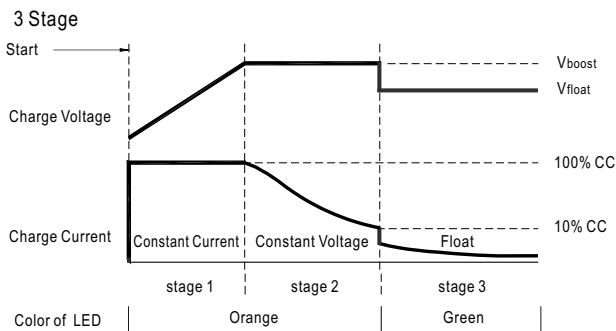 3 Stage
Start
Vboost
Vfloat
Charge Voltage
100% CC
10% CC
Charge Current
Constant Current
Constant Voltage
Float
stage 1
stage 2
stage 3
Color of LED
Orange
Green